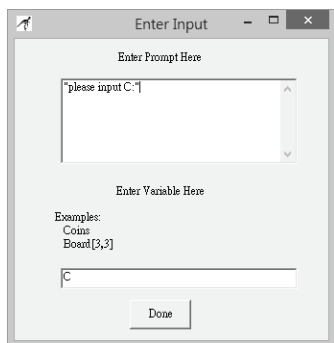 Enter Input
Enter Prompt Here
"please input C:"
Enter Variable Here
Examples:
Coins
Board[3,3]
C
Done